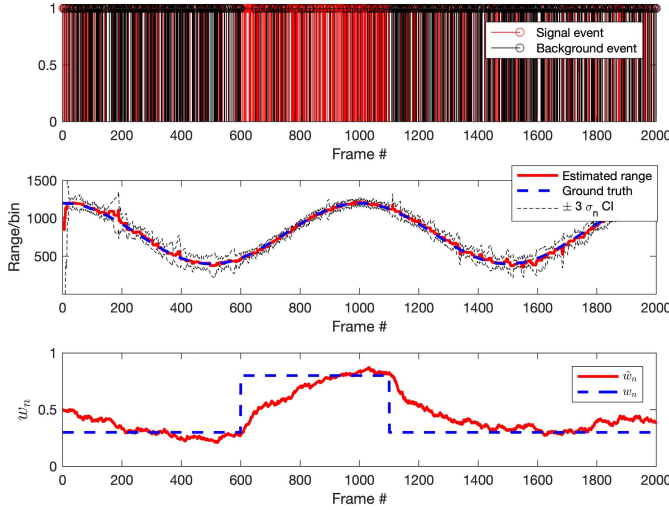 1
0.5
0
Signal event
Background event
0 200 400 600 800 1000 1200 1400 1600 1800 2000
Frame #
1500
1000
500
Range/bin
Estimated range
Ground truth
± 3 σn CI
0 200 400 600 800 1000 1200 1400 1600 1800 2000
Frame #
1
0.5
0
wn
ŵn
wn
0 200 400 600 800 1000 1200 1400 1600 1800 2000
Frame #